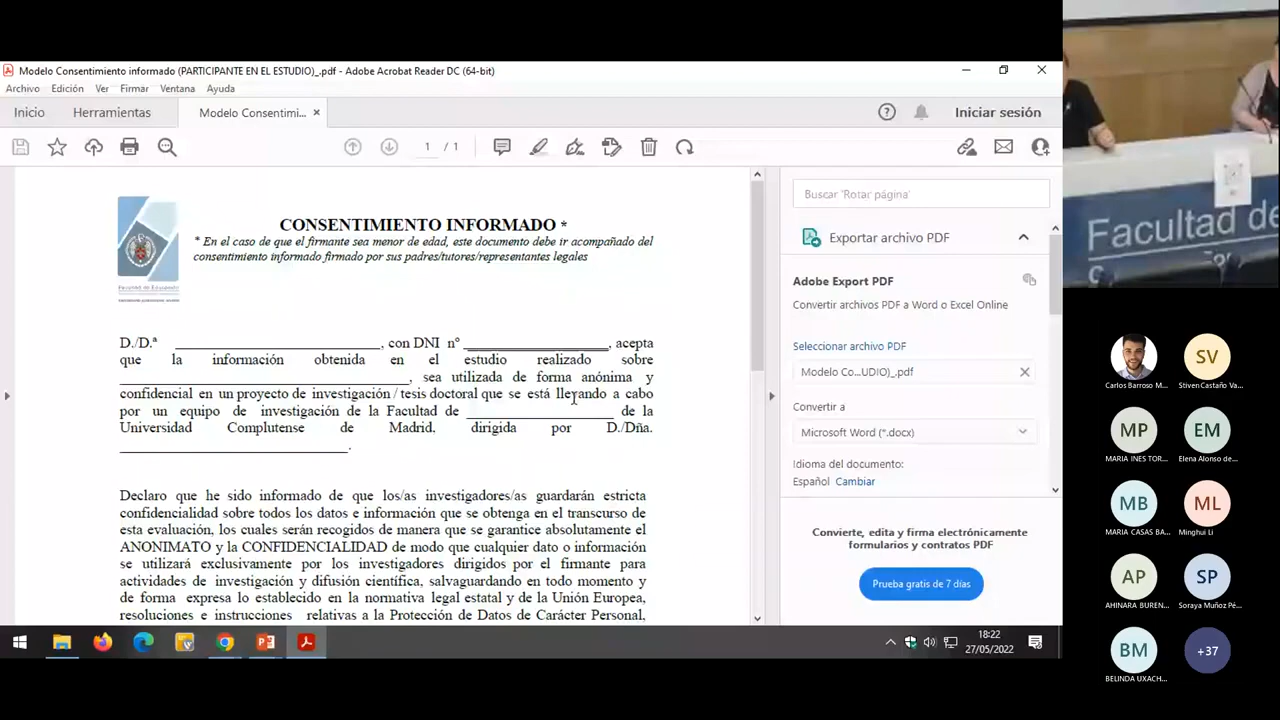 Modelo Consentimiento informado (PARTICIPANTE EN EL ESTUDIO)_.pdf - Adobe Acrobat Reader DC (64-bit)
Archivo Edición Ver Firmar Ventana Ayuda
Inicio Herramientas Modelo Consentimi... × Iniciar sesión
1 / 1
CONSENTIMIENTO INFORMADO *
* En el caso de que el firmante sea menor de edad, este documento debe ir acompañado del
consentimiento informado firmado por sus padres/tutores/representantes legales
D./D.ª ____________________, con DNI nº ______________, acepta
que la información obtenida en el estudio realizado sobre
____________________________, sea utilizada de forma anónima y
confidencial en un proyecto de investigación / tesis doctoral que se está llevando a cabo
por un equipo de investigación de la Facultad de ______________ de la
Universidad Complutense de Madrid, dirigida por D./Dña.
______________________.
Declaro que he sido informado de que los/as investigadores/as guardarán estricta
confidencialidad sobre todos los datos e información que se obtenga en el transcurso de
esta evaluación, los cuales serán recogidos de manera que se garantice absolutamente el
ANONIMATO y la CONFIDENCIALIDAD de modo que cualquier dato o información
se utilizará exclusivamente por los investigadores dirigidos por el firmante para
actividades de investigación y difusión científica, salvaguardando en todo momento y
de forma expresa lo establecido en la normativa legal estatal y de la Unión Europea,
resoluciones e instrucciones relativas a la Protección de Datos de Carácter Personal,
Buscar 'Rotar página'
Exportar archivo PDF
Adobe Export PDF
Convertir archivos PDF a Word o Excel Online
Seleccionar archivo PDF
Modelo Co...UDIO)_.pdf
Convertir a
Microsoft Word (*.docx)
Idioma del documento:
Español Cambiar
Convierte, edita y firma electrónicamente
formularios y contratos PDF
Prueba gratis de 7 días
18:22
27/05/2022
Facultad de
Carlos Barroso M...
SV
Stiven Castaño Va...
MP
MARIA INES TOR...
EM
Elena Alonso de...
MB
MARIA CASAS BA...
ML
Minghui Li
AP
AHINARA BUREN...
SP
Soraya Muñoz Pé...
BM
BELINDA UXACH...
+37